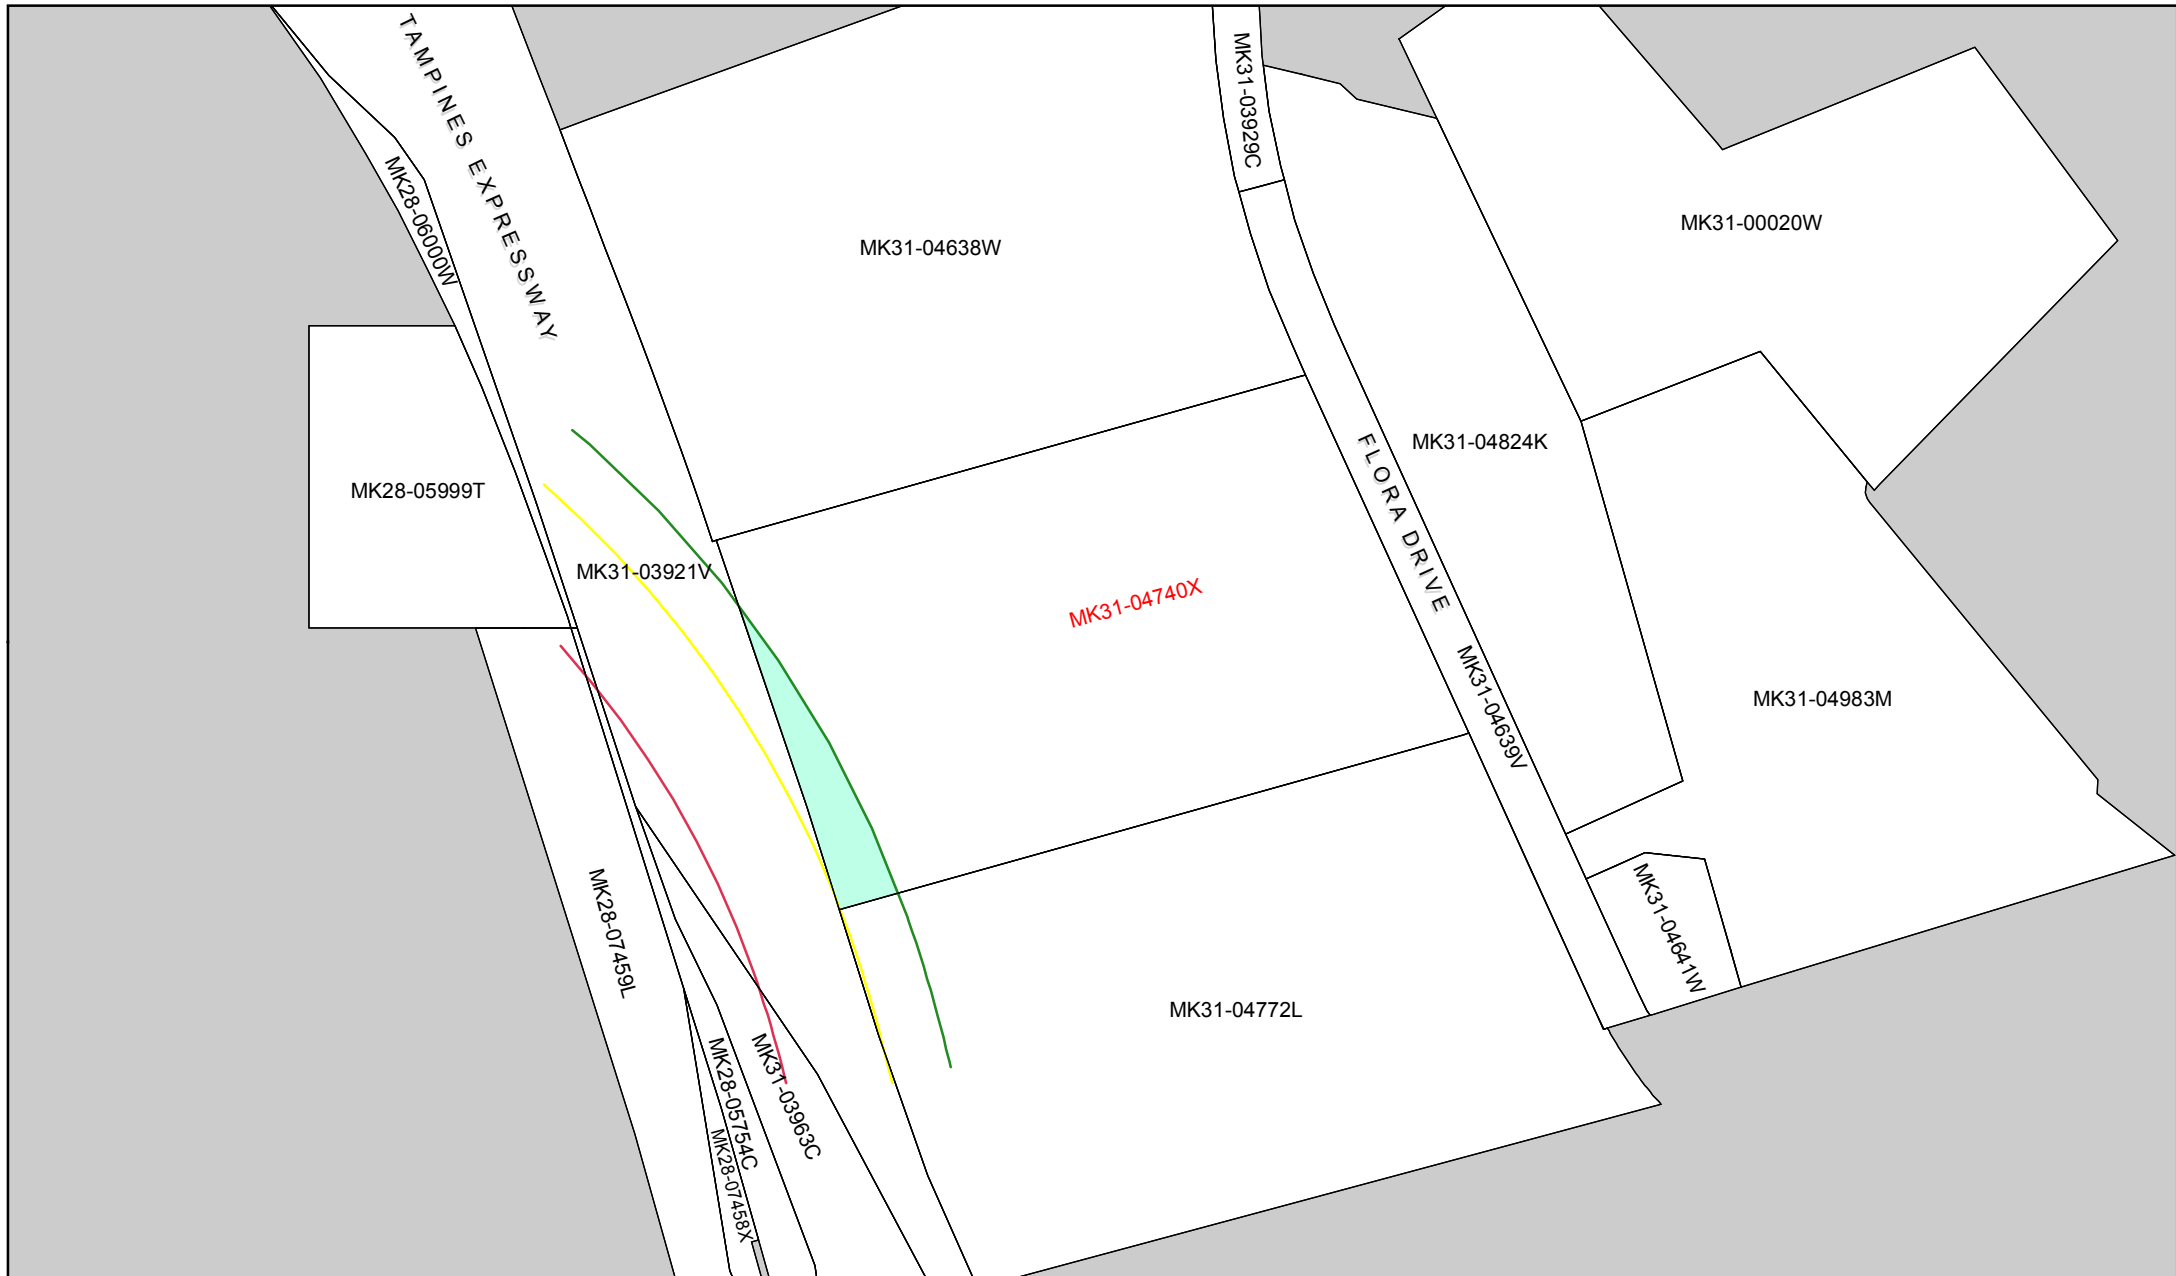 TAMPINES EXPRESSWAY
MK31-03929C
MK28-06000W
MK31-04638W
MK31-00020W
MK31-04824K
FLORA DRIVE
MK28-05999T
MK31-03921V
MK31-04740X
MK31-04639V
MK31-04983M
MK28-07459L
MK31-04641W
MK31-04772L
MK31-03963C
MK28-05754C
MK28-07458X